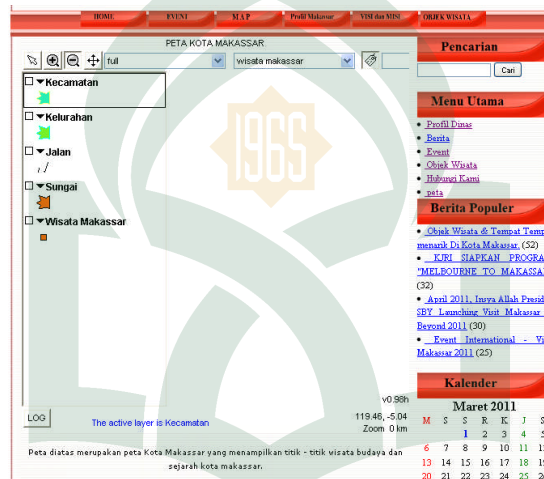 HOME EVENT M A P Profil Makassar VISI dan MISI OBJEK WISATA
PETA KOTA MAKASSAR
full wisata makassar
Kecamatan
Kelurahan
Jalan
Sungai
Wisata Makassar
1965
v0.98h
LOG
The active layer is Kecamatan
119.46, -5.04
Zoom 0 km
Peta diatas merupakan peta Kota Makassar yang menampilkan titik - titik wisata budaya dan
sejarah kota makassar.
Pencarian
Cari
Menu Utama
Profil Dinas
Berita
Event
Objek Wisata
Hubungi Kami
peta
Berita Populer
Objek Wisata & Tempat
menarik Di Kota Makassar. (52)
KJRI SIAPKAN
"MELBOURNE TO
(32)
April 2011, Insya Allah
SBY Launching Visit Makassar
Beyond 2011 (30)
Event International -
Makassar 2011 (25)
Kalender
Maret 2011
M S S R K J S
1 2 3 4 5
6 7 8 9 10 11
13 14 15 16 17 18
20 21 22 23 24 25